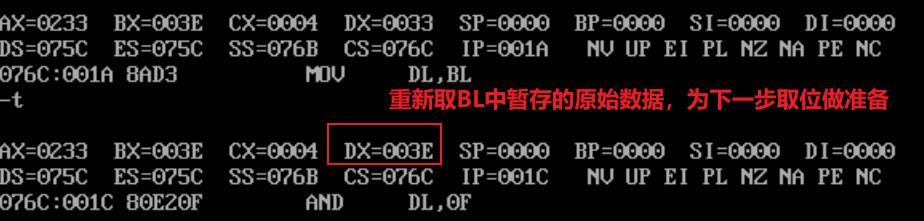 AX=0233 BX=003E CX=0004 DX=0033 SP=0000 BP=0000 SI=0000 DI=0000
DS=075C ES=075C SS=076B CS=076C IP=001A NV UP EI PL NZ NA PE NC
076C:001A 8AD3 MOV DL,BL
-t
重新取BL中暂存的原始数据，为下一步取位做准备
AX=0233 BX=003E CX=0004 DX=003E SP=0000 BP=0000 SI=0000 DI=0000
DS=075C ES=075C SS=076B CS=076C IP=001C NV UP EI PL NZ NA PE NC
076C:001C 80E20F AND DL,0F